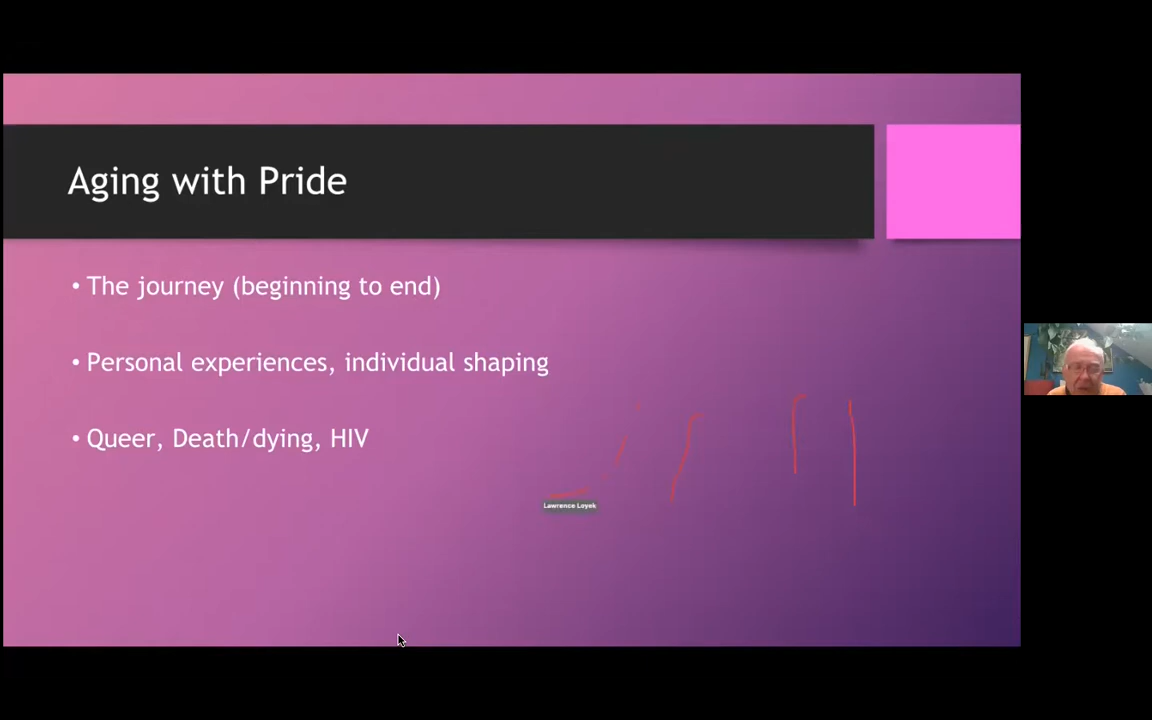 Aging with Pride
• The journey (beginning to end)
• Personal experiences, individual shaping
• Queer, Death/dying, HIV
Lawrence Loyek